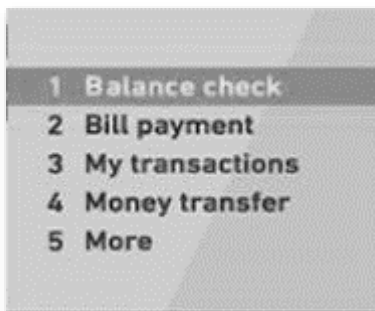 1 Balance check
2 Bill payment
3 My transactions
4 Money transfer
5 More